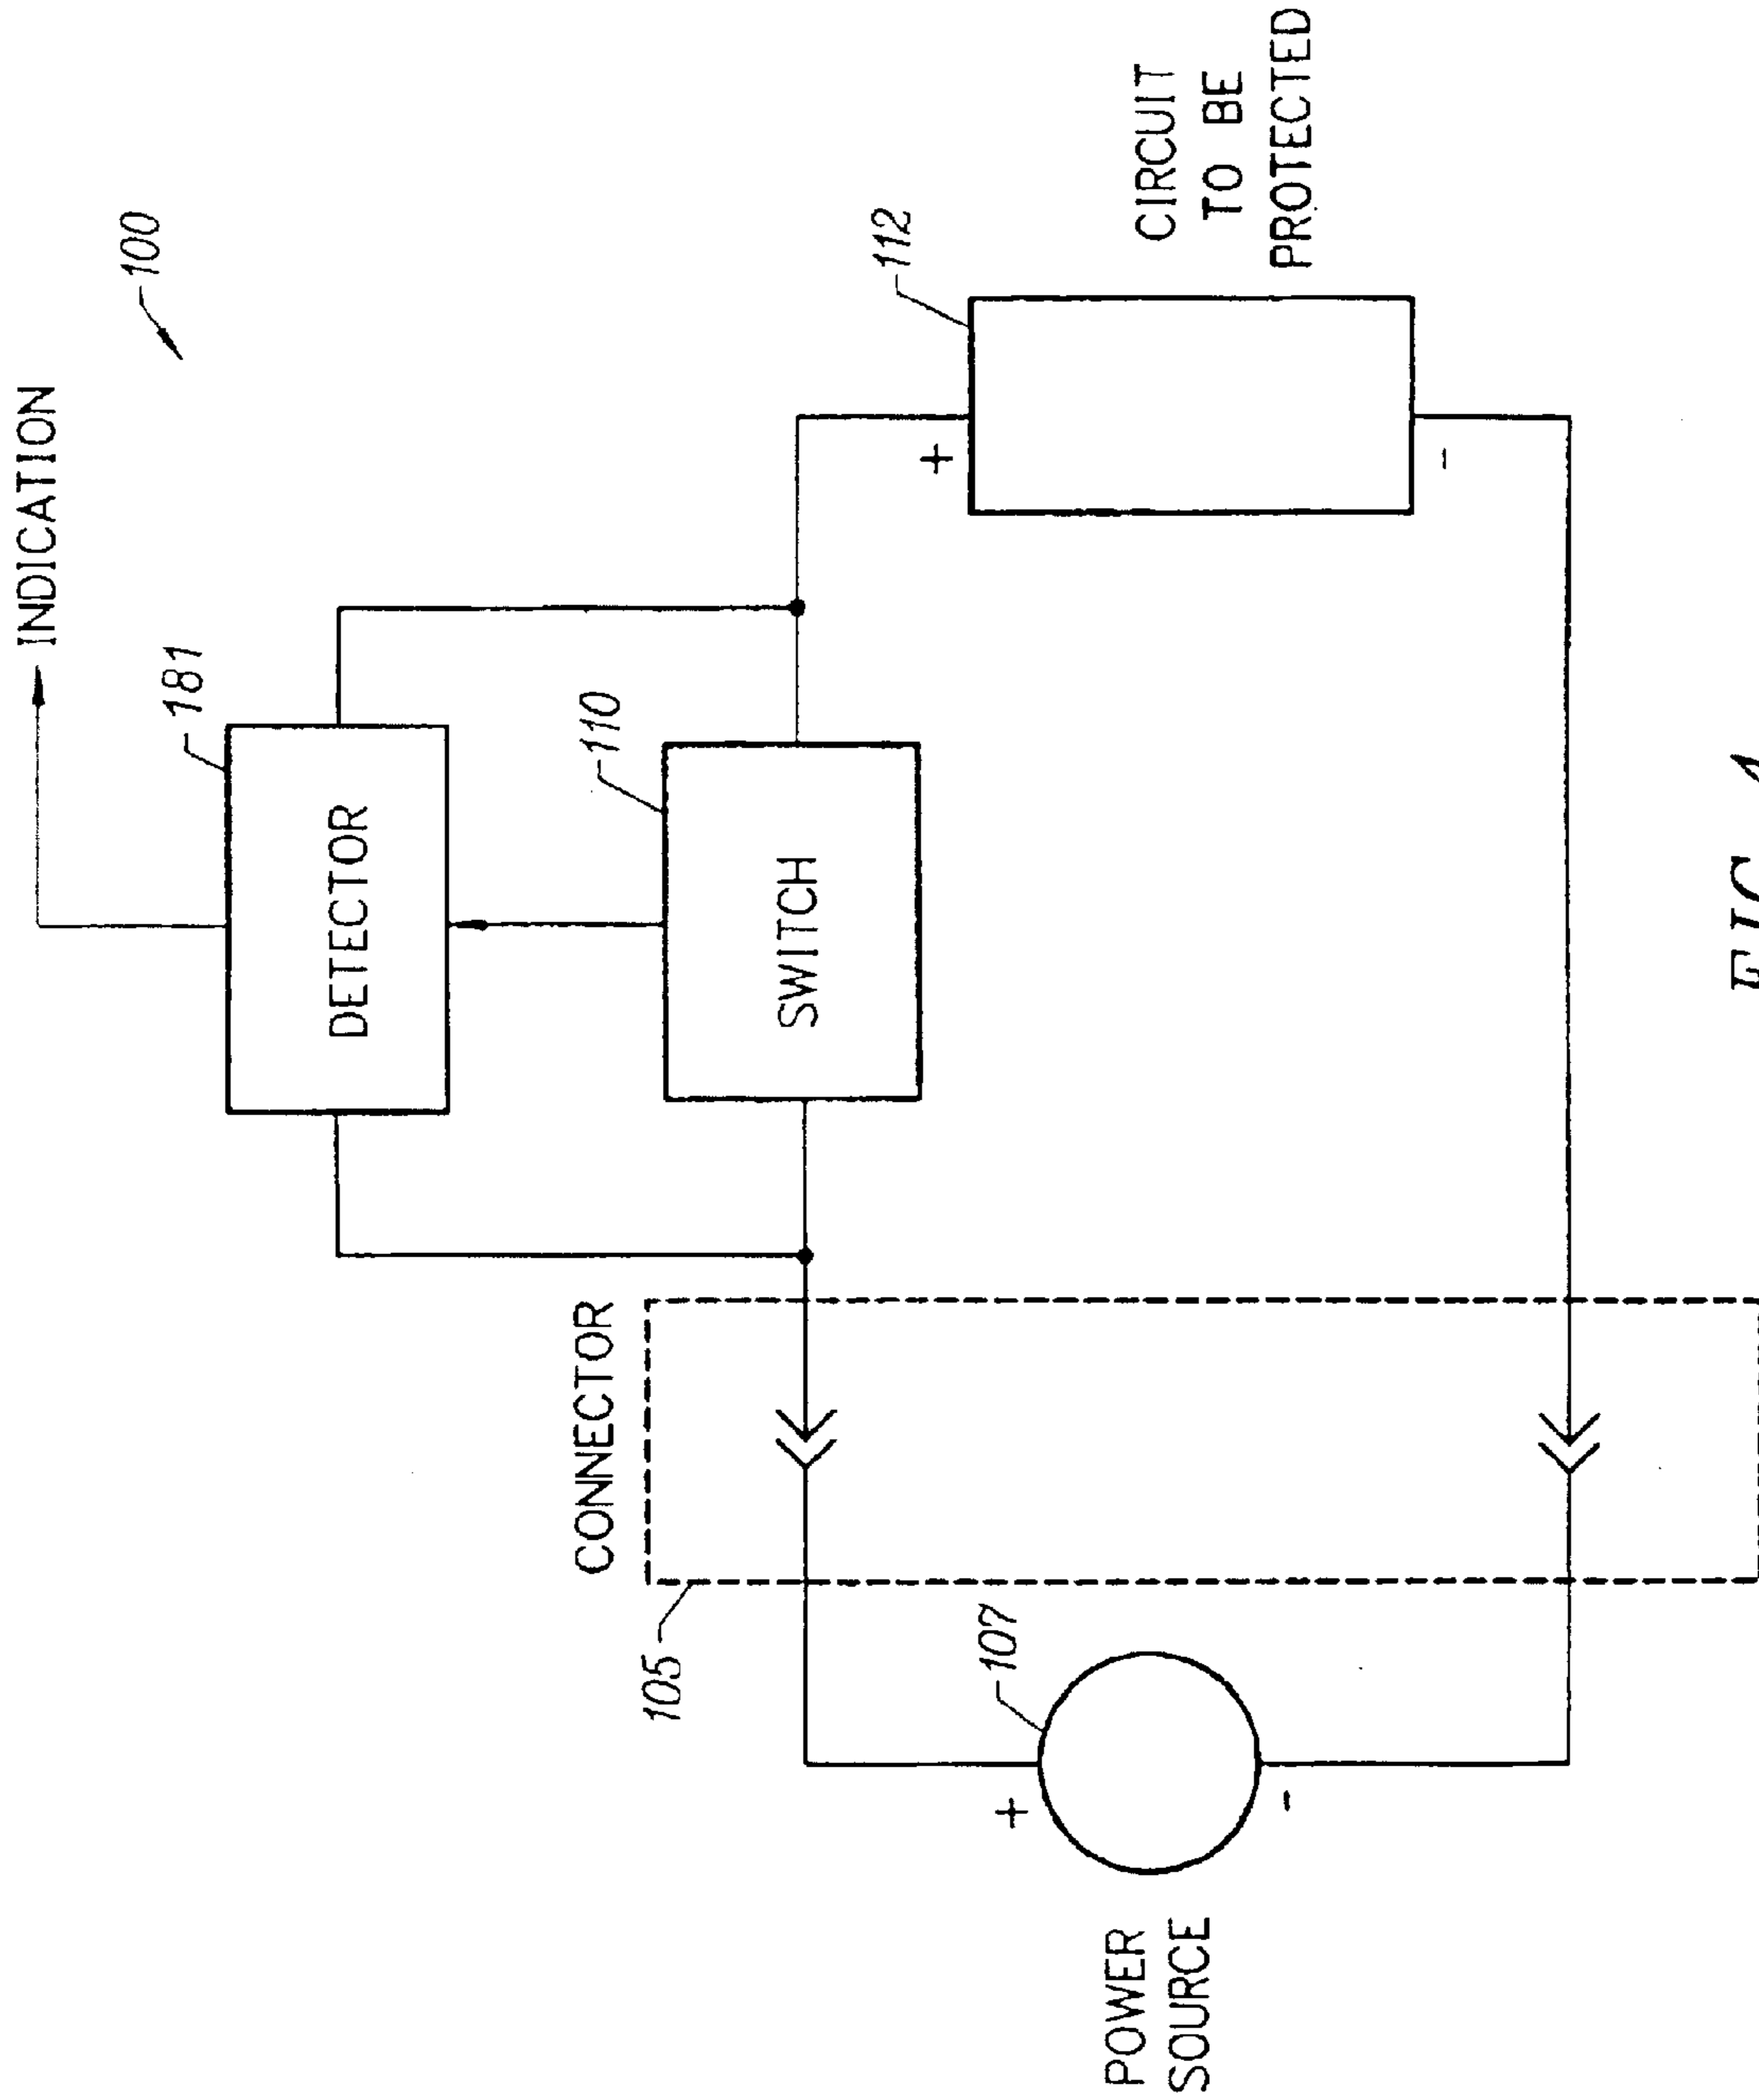 INDICATION
100
181
DETECTOR
110
SWITCH
112
CIRCUIT
TO BE
PROTECTED
+
-
CONNECTOR
105
107
+
-
POWER
SOURCE